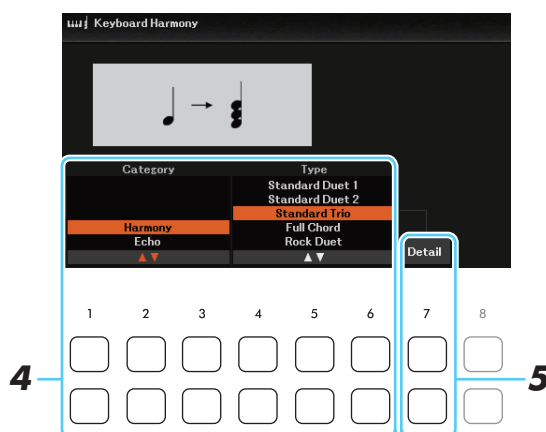 Keyboard Harmony
Category Type
Standard Duet 1
Standard Duet 2
Standard Trio
Harmony Full Chord
Echo Rock Duet
Detail
1 2 3 4 5 6 7 8
4 5